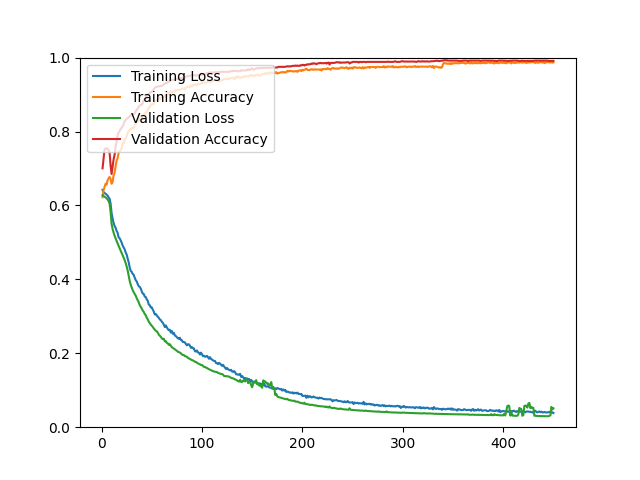 Training Loss
Training Accuracy
Validation Loss
Validation Accuracy
1.0
0.8
0.6
0.4
0.2
0.0
0 100 200 300 400